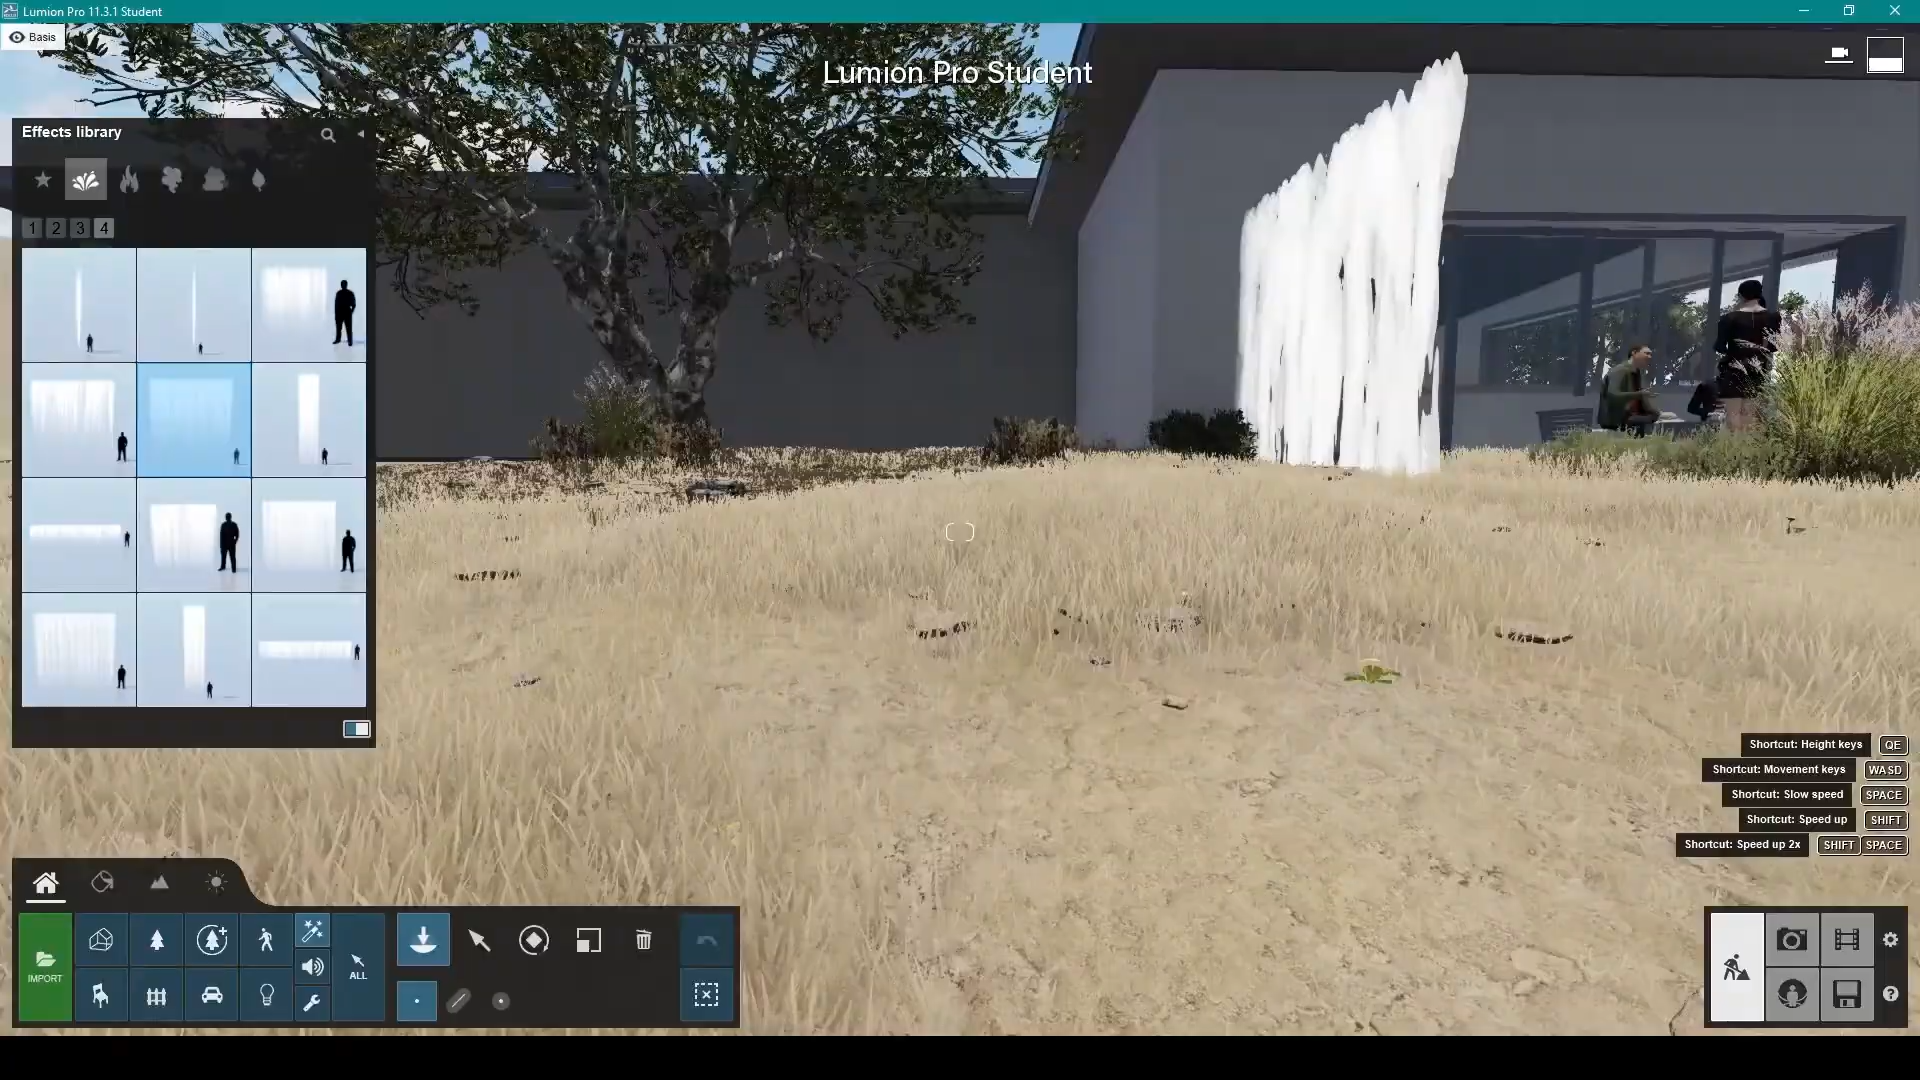 Lumion Pro 11.3.1 Student
Basis
Lumion Pro Student
Effects library
1 2 3 4
Shortcut: Height keys QE
Shortcut: Movement keys WASD
Shortcut: Slow speed SPACE
Shortcut: Speed up SHIFT
Shortcut: Speed up 2x SHIFT SPACE
IMPORT
ALL
?